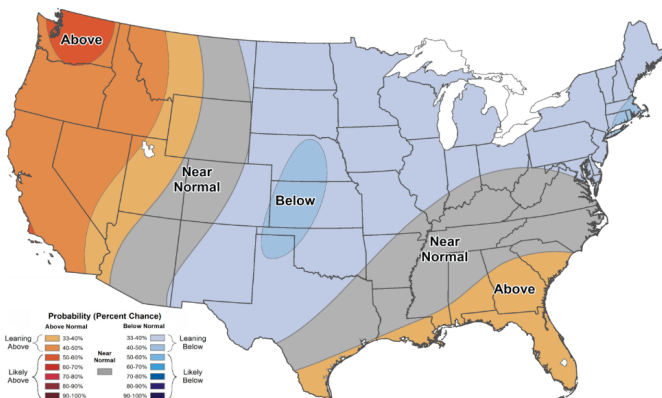 Above
Near
Normal
Below
Near
Normal
Above
Probability (Percent Chance)
Above Normal
Below Normal
Leaning
Above
33-40%
40-50%
Near
Normal
33-40%
40-50%
Leaning
Below
Likely
Above
50-60%
60-70%
70-80%
80-90%
90-100%
50-60%
60-70%
70-80%
80-90%
90-100%
Likely
Below